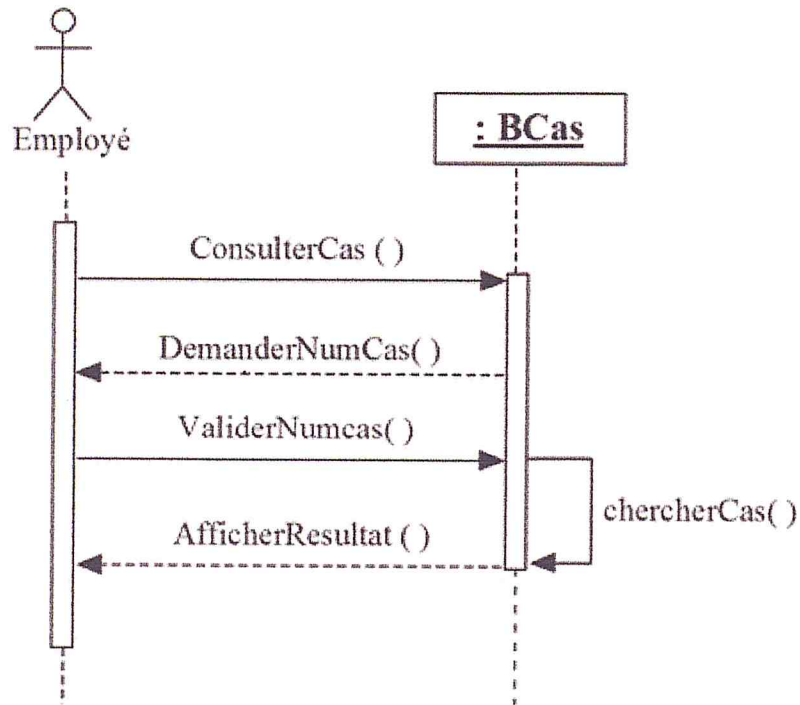 Employé
: BCas
ConsulterCas ( )
DemanderNumCas( )
ValiderNumcas( )
chercherCas()
AfficherResultat ( )